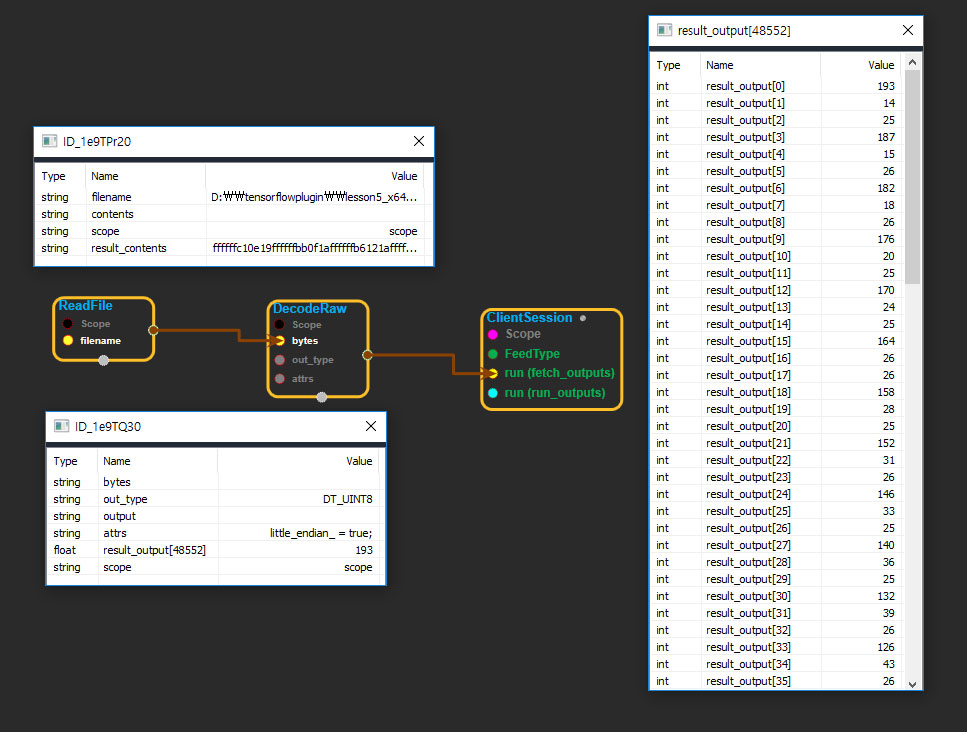 ID_1e9TPr20
Type Name Value
string filename D:₩₩tensorflowplugin₩₩lesson5_x64...
string contents
string scope scope
string result_contents ffffffc10e19ffffffbb0f1affffffb6121affff...
ReadFile
Scope
filename
DecodeRaw
Scope
bytes
out_type
attrs
ClientSession
Scope
FeedType
run (fetch_outputs)
run (run_outputs)
ID_1e9TQ30
Type Name Value
string bytes
string out_type DT_UINT8
string output
string attrs little_endian_ = true;
float result_output[48552] 193
string scope scope
result_output[48552]
Type Name Value
int result_output[0] 193
int result_output[1] 14
int result_output[2] 25
int result_output[3] 187
int result_output[4] 15
int result_output[5] 26
int result_output[6] 182
int result_output[7] 18
int result_output[8] 26
int result_output[9] 176
int result_output[10] 20
int result_output[11] 25
int result_output[12] 170
int result_output[13] 24
int result_output[14] 25
int result_output[15] 164
int result_output[16] 26
int result_output[17] 26
int result_output[18] 158
int result_output[19] 28
int result_output[20] 25
int result_output[21] 152
int result_output[22] 31
int result_output[23] 26
int result_output[24] 146
int result_output[25] 33
int result_output[26] 25
int result_output[27] 140
int result_output[28] 36
int result_output[29] 25
int result_output[30] 132
int result_output[31] 39
int result_output[32] 26
int result_output[33] 126
int result_output[34] 43
int result_output[35] 26